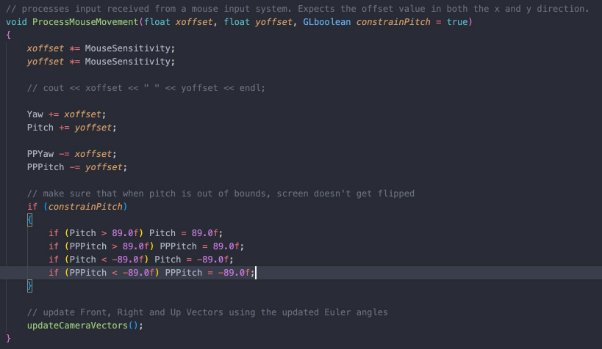 // processes input received from a mouse input system. Expects the offset value in both the x and y direction.
void ProcessMouseMovement(float xoffset, float yoffset, GLboolean constrainPitch = true)
{
    xoffset *= MouseSensitivity;
    yoffset *= MouseSensitivity;

    // cout << xoffset << " " << yoffset << endl;

    Yaw += xoffset;
    Pitch += yoffset;

    PPYaw -= xoffset;
    PPPitch -= yoffset;

    // make sure that when pitch is out of bounds, screen doesn't get flipped
    if (constrainPitch)
    {
        if (Pitch > 89.0f) Pitch = 89.0f;
        if (PPPitch > 89.0f) PPPitch = 89.0f;
        if (Pitch < -89.0f) Pitch = -89.0f;
        if (PPPitch < -89.0f) PPPitch = -89.0f;
    }

    // update Front, Right and Up Vectors using the updated Euler angles
    updateCameraVectors();
}